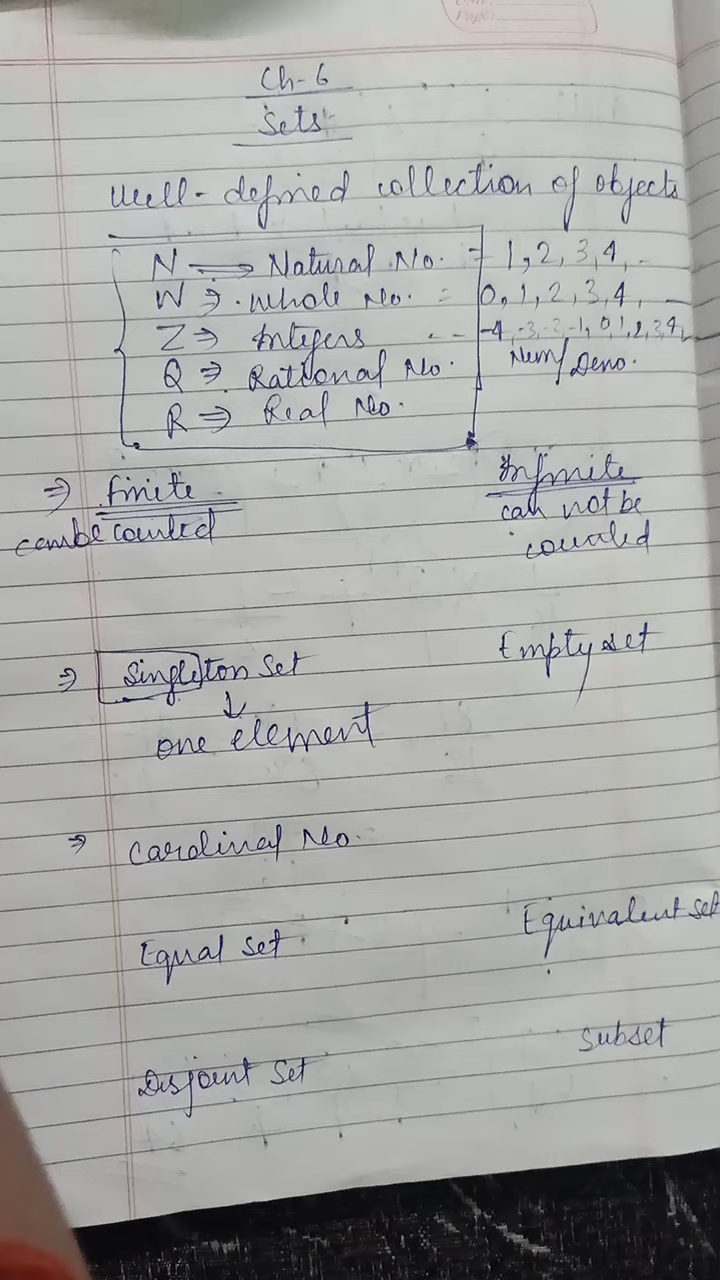 Page:
Ch-6
Sets:-
Well-defined collection of objects
N ⇒ Natural No. = 1, 2, 3, 4, -
W ⇒ Whole No. = 0, 1, 2, 3, 4, -
Z ⇒ Integers -- -4, -3, -2, -1, 0, 1, 2, 3, 4, -
Q ⇒ Rational No. Num/Deno.
R ⇒ Real No.
⇒ finite Infinite
can be counted can not be
counted
⇒ Singleton Set Empty set
↓
one element
⇒ Cardinal No.
Equal Set Equivalent Set
Disjoint Set Subset